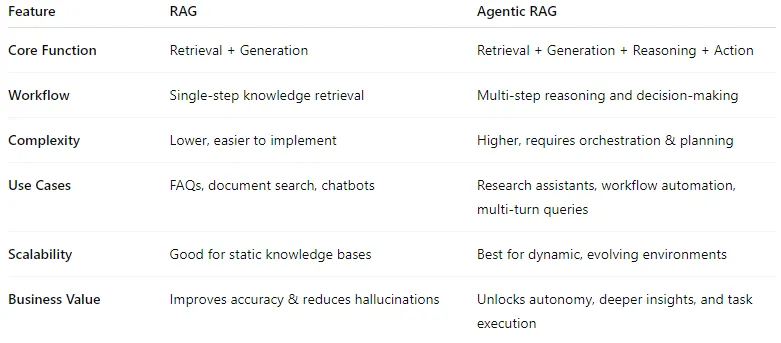 Feature RAG Agentic RAG
Core Function Retrieval + Generation Retrieval + Generation + Reasoning + Action
Workflow Single-step knowledge retrieval Multi-step reasoning and decision-making
Complexity Lower, easier to implement Higher, requires orchestration & planning
Use Cases FAQs, document search, chatbots Research assistants, workflow automation,
multi-turn queries
Scalability Good for static knowledge bases Best for dynamic, evolving environments
Business Value Improves accuracy & reduces hallucinations Unlocks autonomy, deeper insights, and task
execution